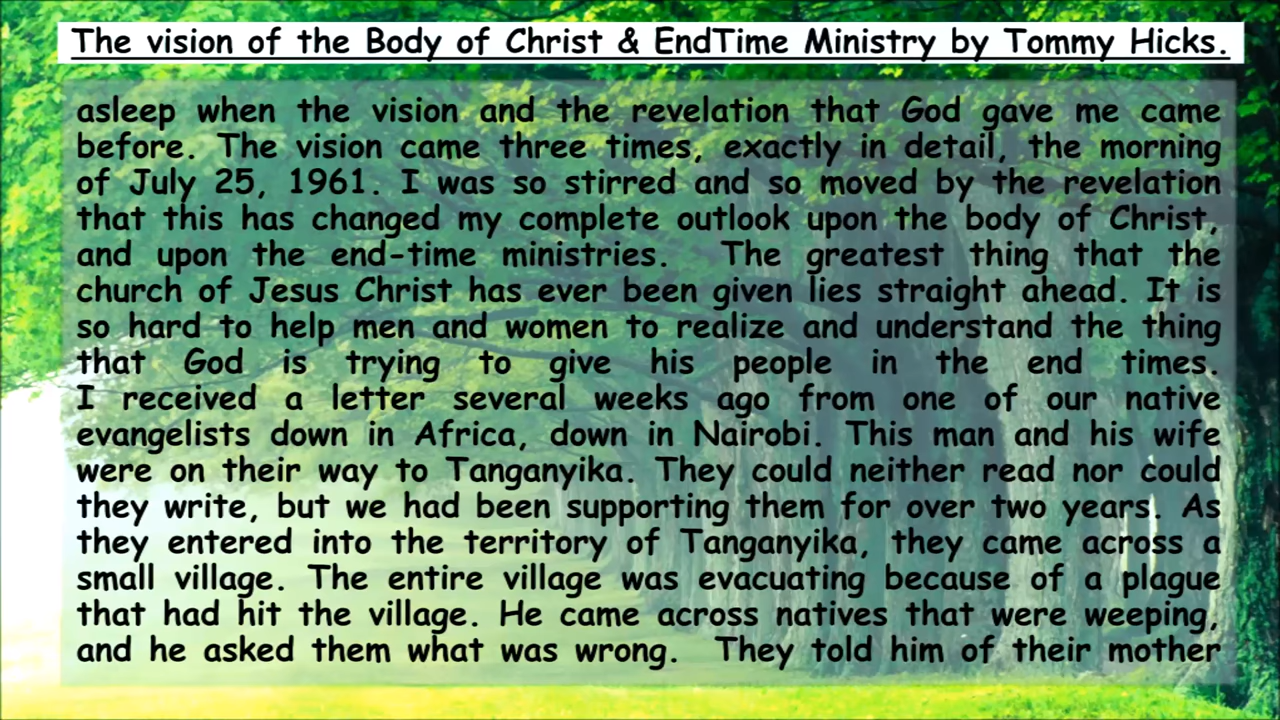 The vision of the Body of Christ & EndTime Ministry by Tommy Hicks.
asleep when the vision and the revelation that God gave me came
before. The vision came three times, exactly in detail, the morning
of July 25, 1961. I was so stirred and so moved by the revelation
that this has changed my complete outlook upon the body of Christ,
and upon the end-time ministries. The greatest thing that the
church of Jesus Christ has ever been given lies straight ahead. It is
so hard to help men and women to realize and understand the thing
that God is trying to give his people in the end times.
I received a letter several weeks ago from one of our native
evangelists down in Africa, down in Nairobi. This man and his wife
were on their way to Tanganyika. They could neither read nor could
they write, but we had been supporting them for over two years. As
they entered into the territory of Tanganyika, they came across a
small village. The entire village was evacuating because of a plague
that had hit the village. He came across natives that were weeping,
and he asked them what was wrong. They told him of their mother